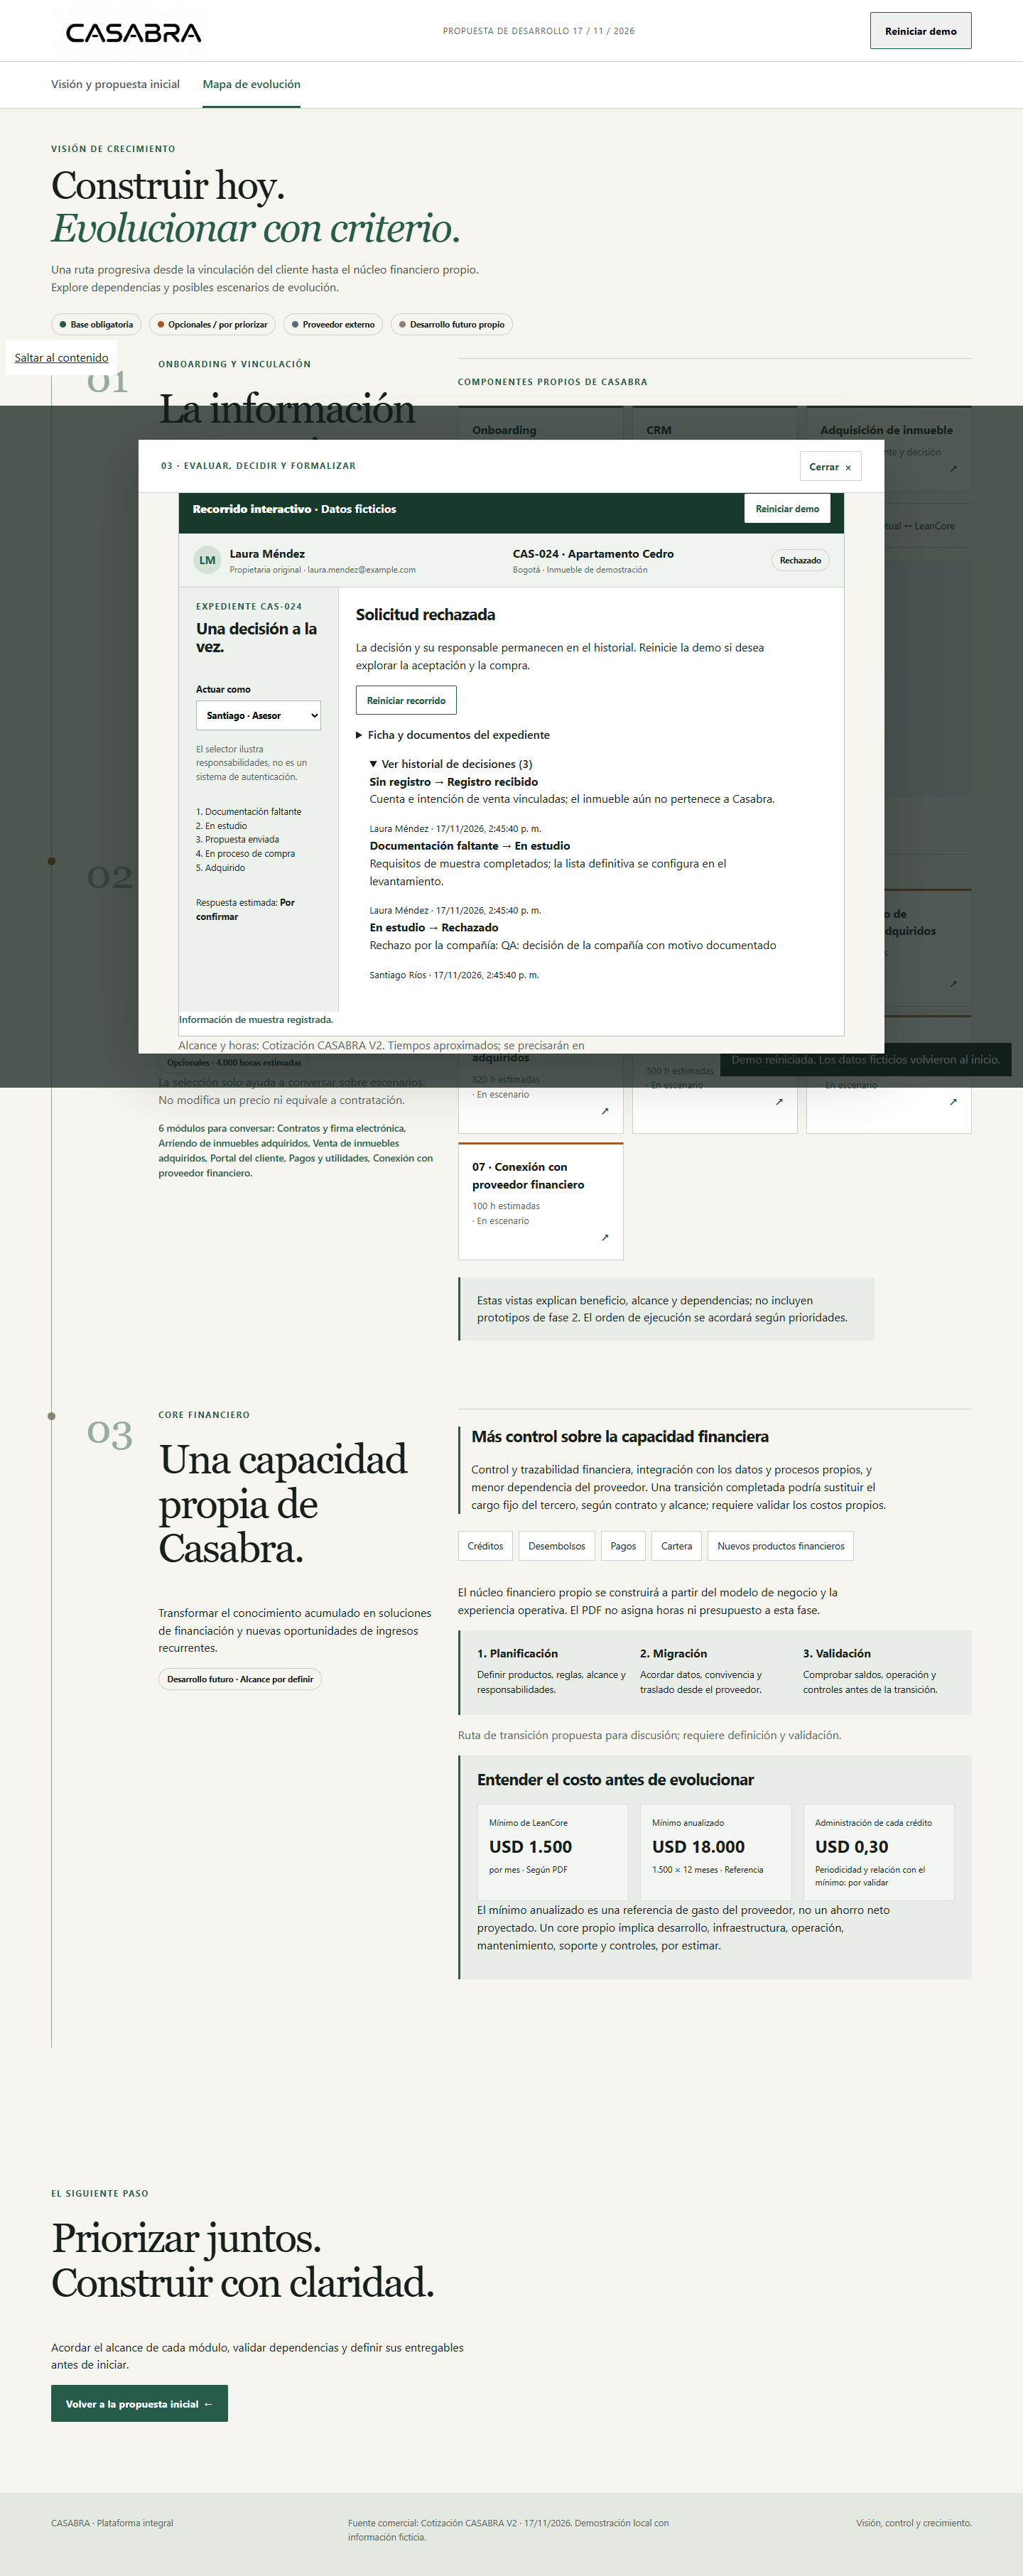 CASABRA
PROPUESTA DE DESARROLLO 17 / 11 / 2026
Reiniciar demo
Visión y propuesta inicial
Mapa de evolución
VISIÓN DE CRECIMIENTO
Construir hoy.
Evolucionar con criterio.
Una ruta progresiva desde la vinculación del cliente hasta el núcleo financiero propio.
Explore dependencias y posibles escenarios de evolución.
Base obligatoria
Opcionales / por priorizar
Proveedor externo
Desarrollo futuro propio
Saltar al contenido
01
ONBOARDING Y VINCULACIÓN
La información
COMPONENTES PROPIOS DE CASABRA
Onboarding
CRM
Adquisición de inmueble
nte y decisión
↗
tual ↔ LeanCore
03 · EVALUAR, DECIDIR Y FORMALIZAR
Cerrar ×
Recorrido interactivo · Datos ficticios
Reiniciar demo
LM
Laura Méndez
Propietaria original · laura.mendez@example.com
CAS-024 · Apartamento Cedro
Bogotá · Inmueble de demostración
Rechazado
EXPEDIENTE CAS-024
Una decisión a la
vez.
Actuar como
Santiago · Asesor
El selector ilustra
responsabilidades, no es un
sistema de autenticación.
1. Documentación faltante
2. En estudio
3. Propuesta enviada
4. En proceso de compra
5. Adquirido
Respuesta estimada: Por
confirmar
Solicitud rechazada
La decisión y su responsable permanecen en el historial. Reinicie la demo si desea
explorar la aceptación y la compra.
Reiniciar recorrido
▶ Ficha y documentos del expediente
▼ Ver historial de decisiones (3)
Sin registro → Registro recibido
Cuenta e intención de venta vinculadas; el inmueble aún no pertenece a Casabra.
Laura Méndez · 17/11/2026, 2:45:40 p. m.
Documentación faltante → En estudio
Requisitos de muestra completados; la lista definitiva se configura en el
levantamiento.
Laura Méndez · 17/11/2026, 2:45:40 p. m.
En estudio → Rechazado
Rechazo por la compañía: QA: decisión de la compañía con motivo documentado
Santiago Ríos · 17/11/2026, 2:45:40 p. m.
Información de muestra registrada.
Alcance y horas: Cotización CASABRA V2. Tiempos aproximados; se precisarán en
02
o de
dquiridos
s
↗
Demo reiniciada. Los datos ficticios volvieron al inicio.
Opcionales · 4.000 horas estimadas
La selección solo ayuda a conversar sobre escenarios.
No modifica un precio ni equivale a contratación.
6 módulos para conversar: Contratos y firma electrónica,
Arriendo de inmuebles adquiridos, Venta de inmuebles
adquiridos, Portal del cliente, Pagos y utilidades, Conexión con
proveedor financiero.
adquiridos
820 h estimadas
· En escenario
↗
500 h estimadas
· En escenario
↗
· En escenario
↗
07 · Conexión con
proveedor financiero
100 h estimadas
· En escenario
↗
Estas vistas explican beneficio, alcance y dependencias; no incluyen
prototipos de fase 2. El orden de ejecución se acordará según prioridades.
03
CORE FINANCIERO
Una capacidad
propia de
Casabra.
Transformar el conocimiento acumulado en soluciones
de financiación y nuevas oportunidades de ingresos
recurrentes.
Desarrollo futuro · Alcance por definir
Más control sobre la capacidad financiera
Control y trazabilidad financiera, integración con los datos y procesos propios, y
menor dependencia del proveedor. Una transición completada podría sustituir el
cargo fijo del tercero, según contrato y alcance; requiere validar los costos propios.
Créditos
Desembolsos
Pagos
Cartera
Nuevos productos financieros
El núcleo financiero propio se construirá a partir del modelo de negocio y la
experiencia operativa. El PDF no asigna horas ni presupuesto a esta fase.
1. Planificación
Definir productos, reglas, alcance y
responsabilidades.
2. Migración
Acordar datos, convivencia y
traslado desde el proveedor.
3. Validación
Comprobar saldos, operación y
controles antes de la transición.
Ruta de transición propuesta para discusión; requiere definición y validación.
Entender el costo antes de evolucionar
Mínimo de LeanCore
USD 1.500
por mes · Según PDF
Mínimo anualizado
USD 18.000
1.500 × 12 meses · Referencia
Administración de cada crédito
USD 0,30
Periodicidad y relación con el
mínimo: por validar
El mínimo anualizado es una referencia de gasto del proveedor, no un ahorro neto
proyectado. Un core propio implica desarrollo, infraestructura, operación,
mantenimiento, soporte y controles, por estimar.
EL SIGUIENTE PASO
Priorizar juntos.
Construir con claridad.
Acordar el alcance de cada módulo, validar dependencias y definir sus entregables
antes de iniciar.
Volver a la propuesta inicial ←
CASABRA · Plataforma integral
Fuente comercial: Cotización CASABRA V2 · 17/11/2026. Demostración local con
información ficticia.
Visión, control y crecimiento.